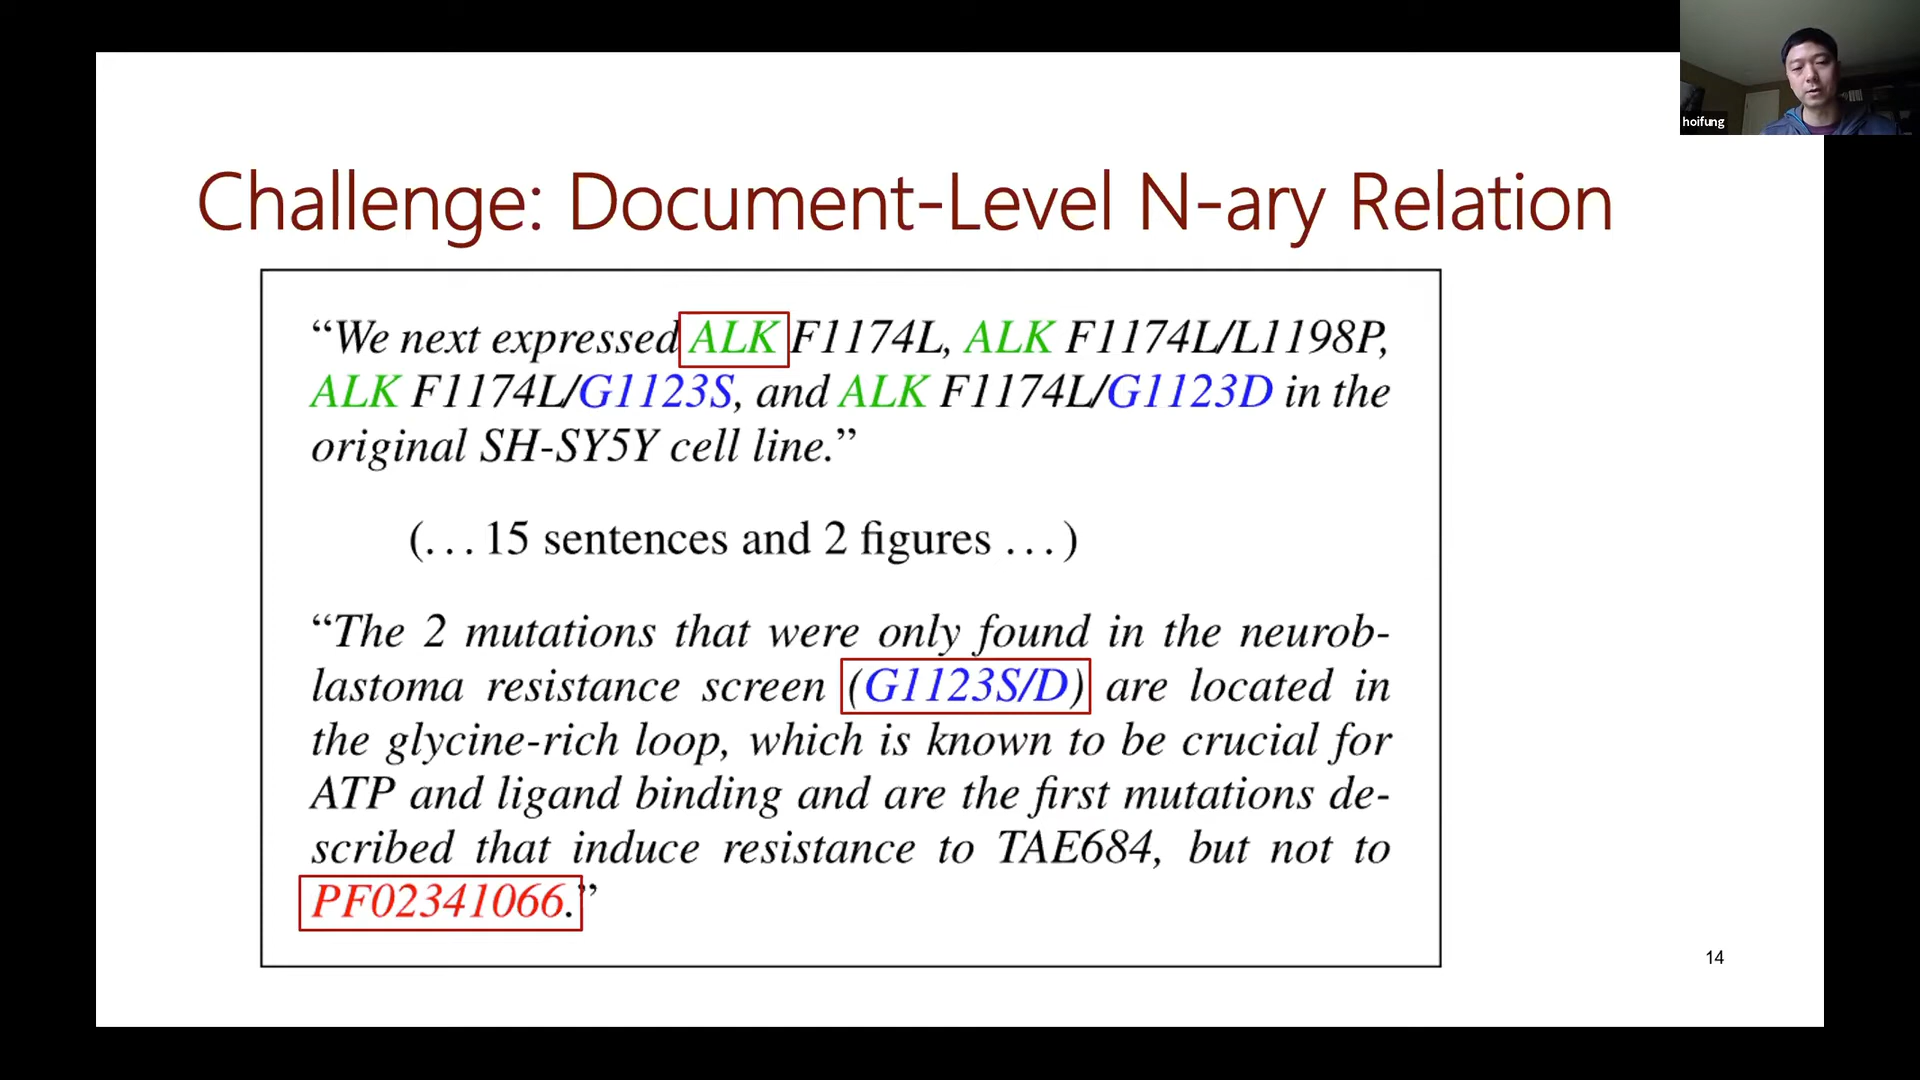 hoifung
Challenge: Document-Level N-ary Relation
“We next expressed ALK F1174L, ALK F1174L/L1198P,
ALK F1174L/G1123S, and ALK F1174L/G1123D in the
original SH-SY5Y cell line.”
(...15 sentences and 2 figures ...)
“The 2 mutations that were only found in the neurob-
lastoma resistance screen (G1123S/D) are located in
the glycine-rich loop, which is known to be crucial for
ATP and ligand binding and are the first mutations de-
scribed that induce resistance to TAE684, but not to
PF02341066.”
14